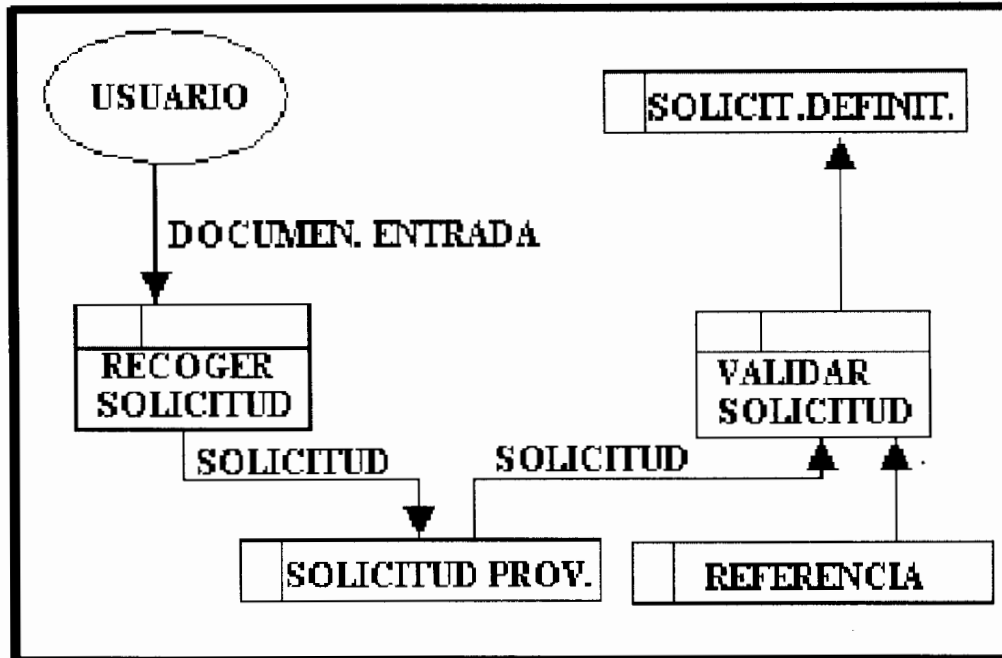 USUARIO
SOLICIT.DEFINIT.
DOCUMEN. ENTRADA
RECOGER
SOLICITUD
VALIDAR
SOLICITUD
SOLICITUD
SOLICITUD
SOLICITUD PROV.
REFERENCIA